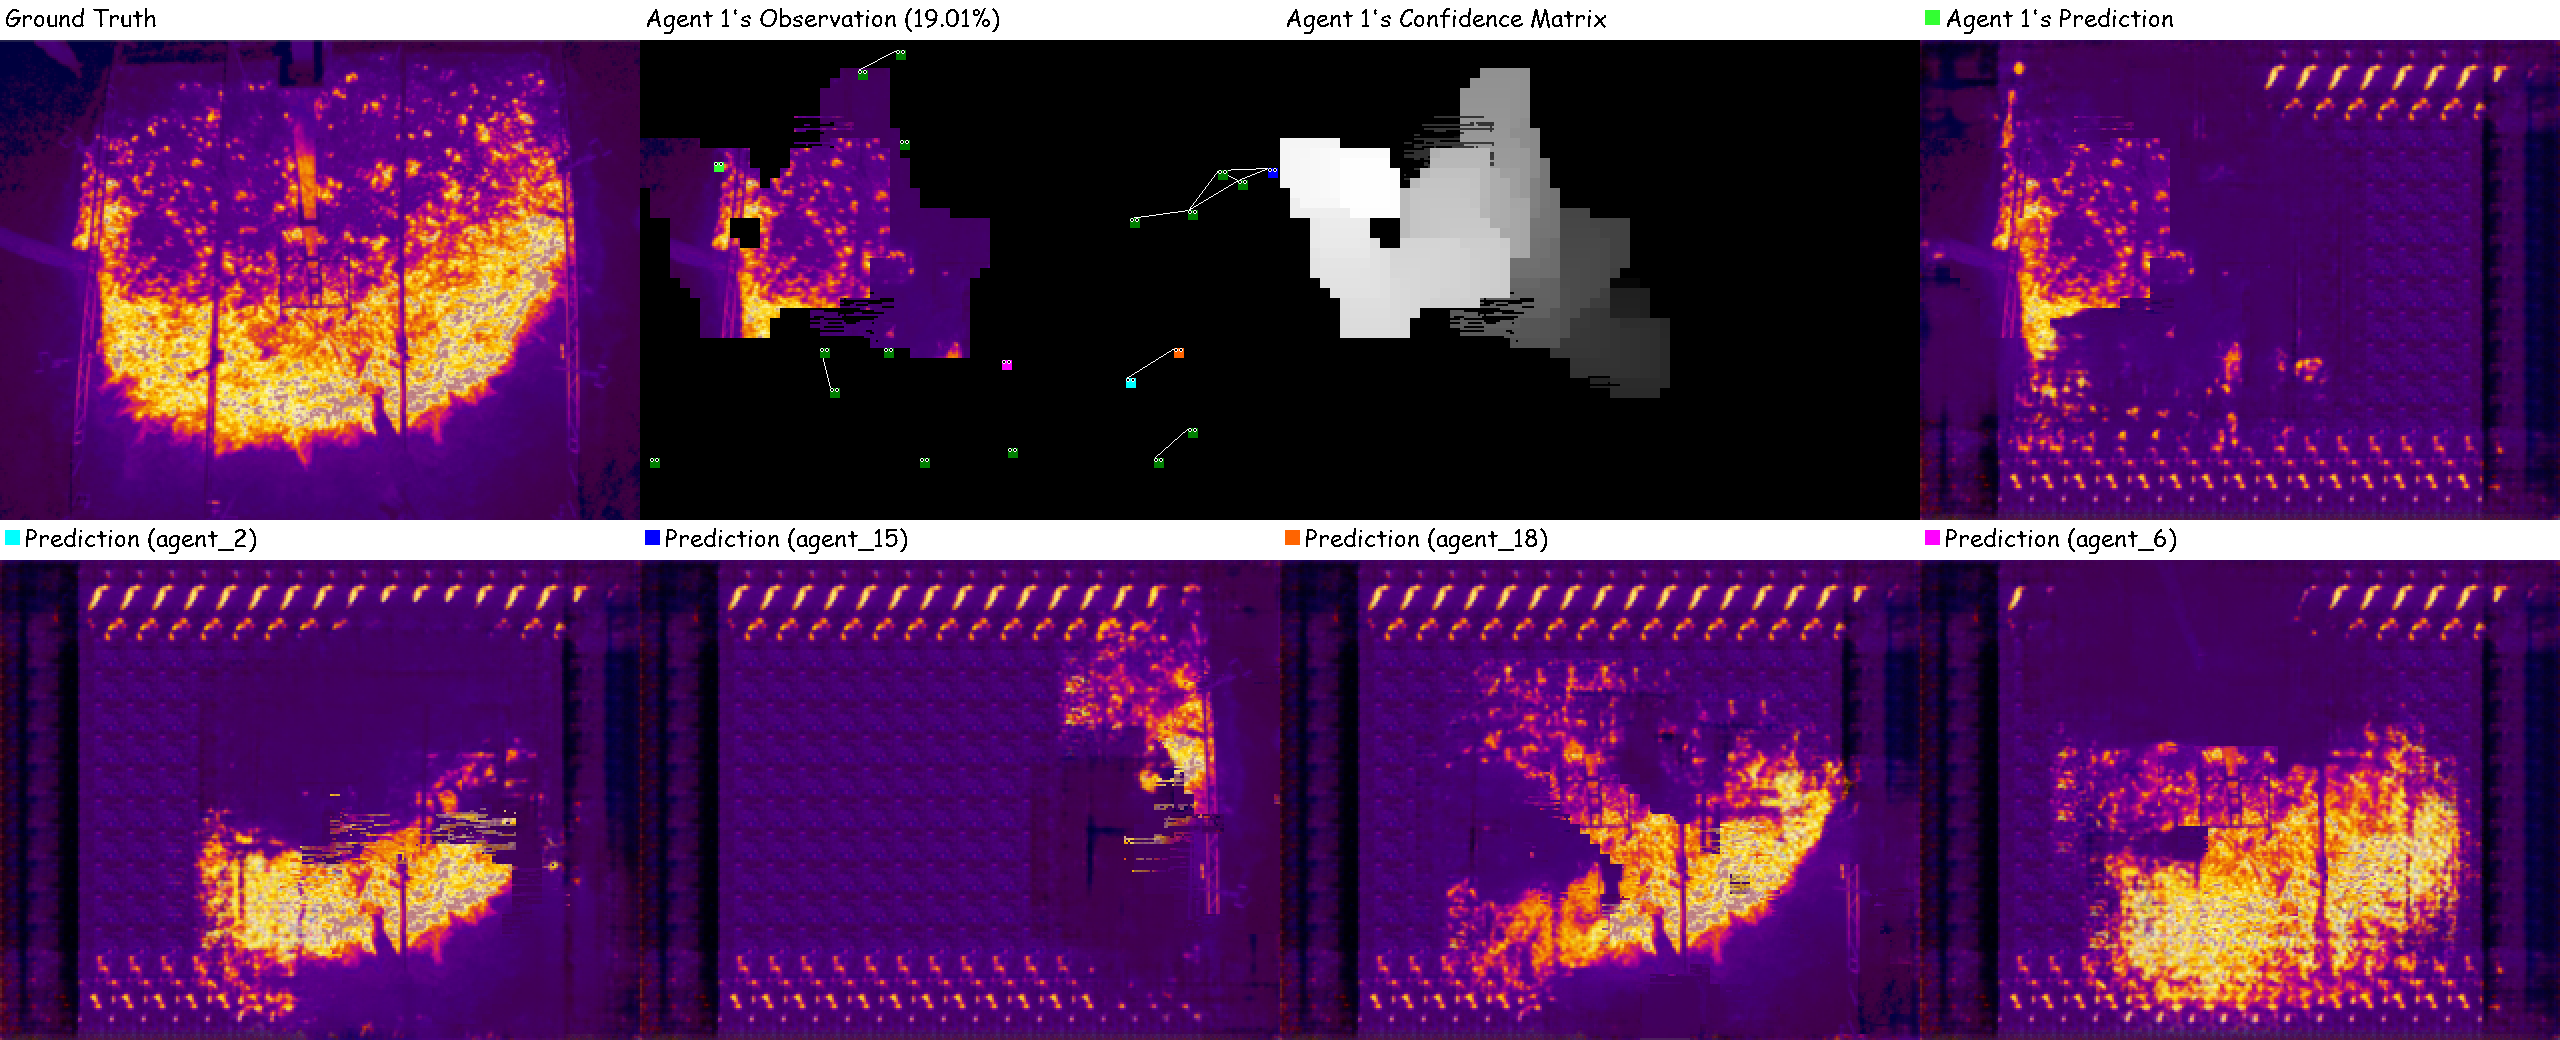 Ground Truth
Agent 1's Observation (19.01%)
Agent 1's Confidence Matrix
Agent 1's Prediction
Prediction (agent_2)
Prediction (agent_15)
Prediction (agent_18)
Prediction (agent_6)